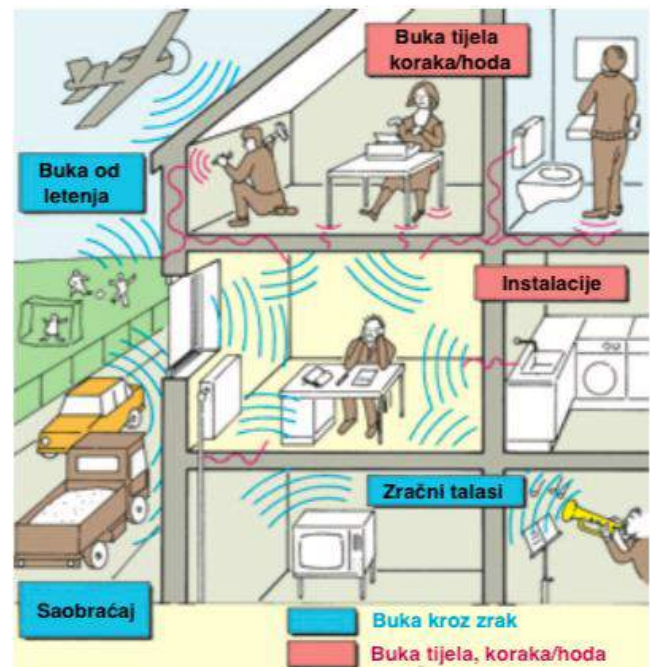 Buka tijela
koraka/hoda
Buka od
letenja
Instalacije
Zračni talasi
Saobraćaj
Buka kroz zrak
Buka tijela, koraka/hoda